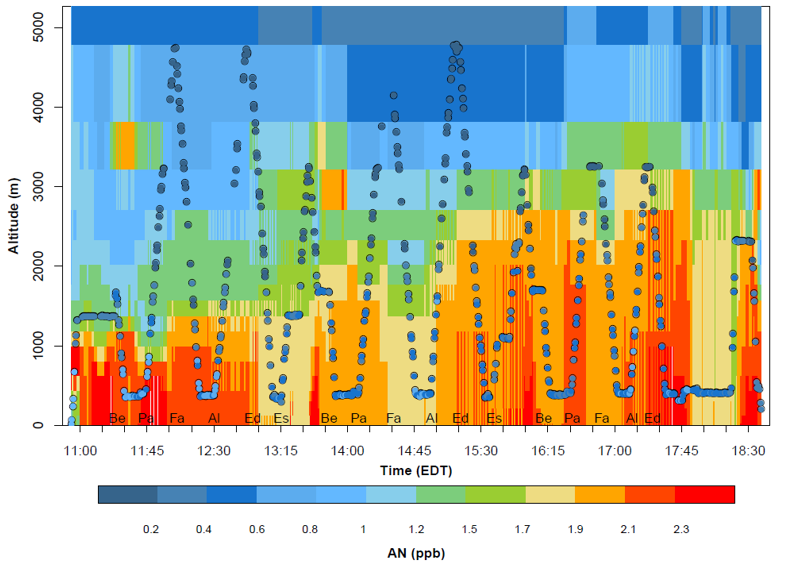 5000
4000
3000
2000
1000
0
Altitude (m)
Be Pa Fa Al Ed Es Be Pa Fa Al Ed Es Be Pa Fa Al Ed
11:00 11:45 12:30 13:15 14:00 14:45 15:30 16:15 17:00 17:45 18:30
Time (EDT)
0.2 0.4 0.6 0.8 1 1.2 1.5 1.7 1.9 2.1 2.3
AN (ppb)